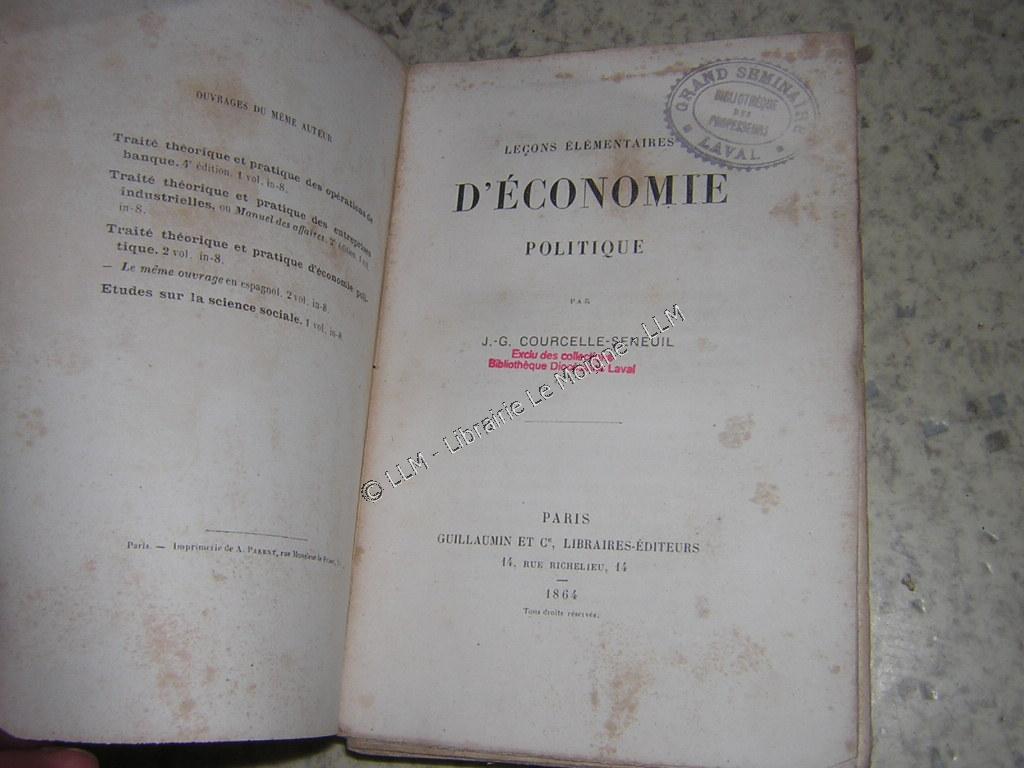 OUVRAGES DU MÊME AUTEUR
Traité théorique et pratique des opérations de
banque. 4e édition. 1 vol. in-8.
Traité théorique et pratique des entreprises
industrielles, ou Manuel des affaires. 2e édition. 1 vol.
in-8.
Traité théorique et pratique d'économie poli-
tique. 2 vol. in-8.
— Le même ouvrage en espagnol. 2 vol. in-8.
Etudes sur la science sociale. 1 vol. in-8
Paris. — Imprimerie de A. PARENT, rue Monsieur-le-Prince,
GRAND SEMINAIRE
BIBLIOTHÈQUE
DES
PROFESSEURS
LAVAL
LEÇONS ÉLÉMENTAIRES
D'ÉCONOMIE
POLITIQUE
PAR
J.-G. COURCELLE-SENEUIL
Exclu des collections
Bibliothèque Laval
© LLM - Librairie Le Moione - LLM
PARIS
GUILLAUMIN ET Ce, LIBRAIRES-ÉDITEURS
14, RUE RICHELIEU, 14
1864
Tous droits réservés.